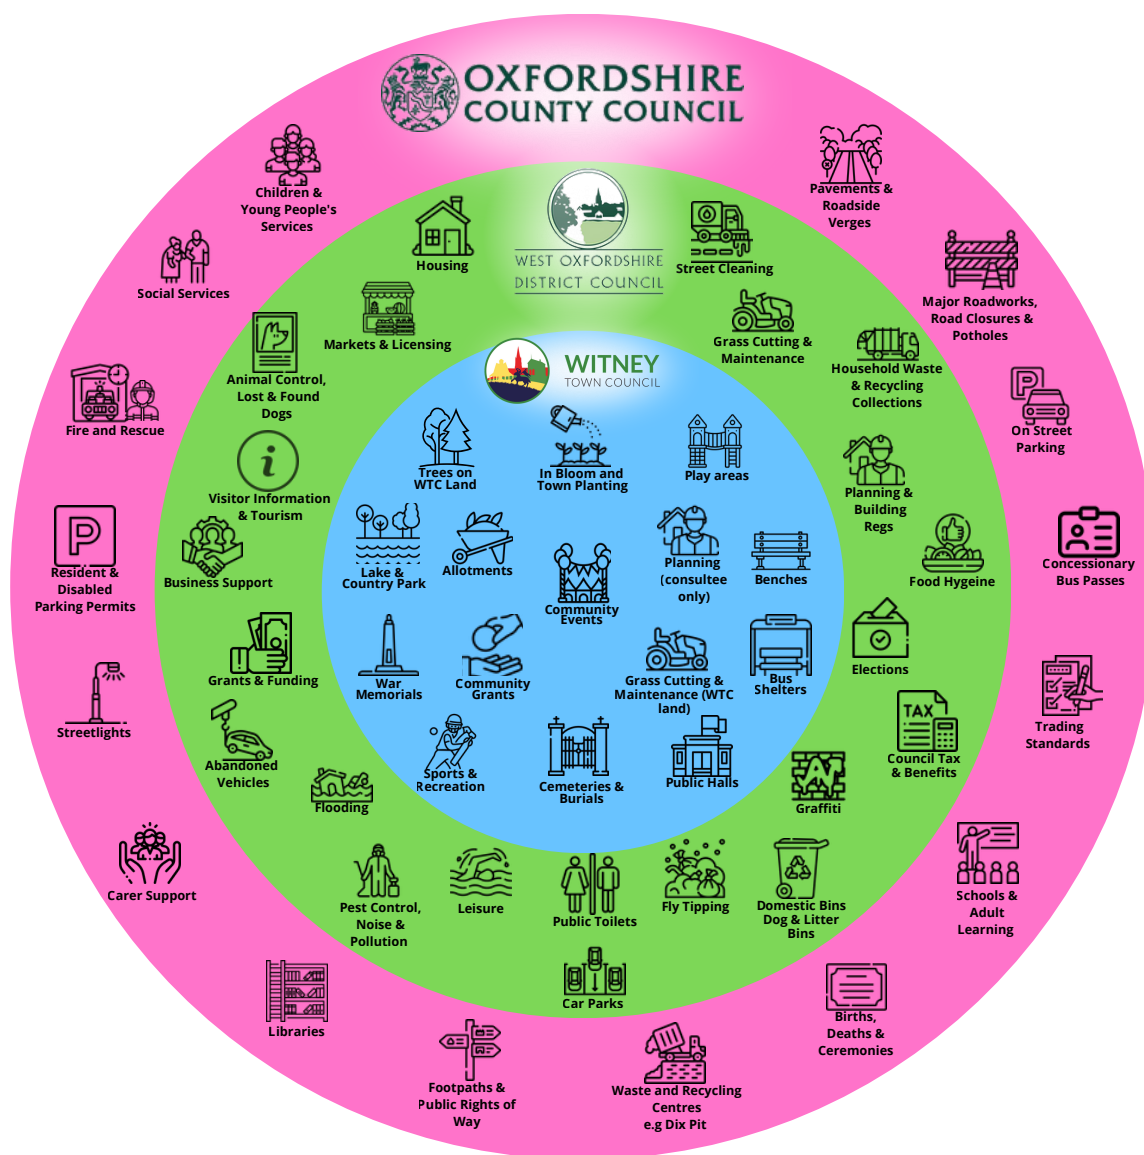 OXFORDSHIRE
COUNTY COUNCIL
Children &
Young People's
Services
Pavements &
Roadside
Verges
Social Services
Major Roadworks,
Road Closures &
Potholes
Fire and Rescue
On Street
Parking
P
Resident &
Disabled
Parking Permits
P
Concessionary
Bus Passes
Streetlights
Trading
Standards
Carer Support
Schools &
Adult
Learning
Libraries
Births,
Deaths &
Ceremonies
Footpaths &
Public Rights of
Way
Waste and Recycling
Centres
e.g Dix Pit
WEST OXFORDSHIRE
DISTRICT COUNCIL
Housing
Street Cleaning
Markets & Licensing
Grass Cutting &
Maintenance
Animal Control,
Lost & Found
Dogs
Household Waste
& Recycling
Collections
i
Visitor Information
& Tourism
Planning &
Building
Regs
Business Support
Food Hygeine
Grants & Funding
Elections
Abandoned
Vehicles
TAX
Council Tax
& Benefits
Flooding
Graffiti
Pest Control,
Noise &
Pollution
Leisure
Public Toilets
Fly Tipping
Domestic Bins
Dog & Litter
Bins
Car Parks
WITNEY
TOWN COUNCIL
Trees on
WTC Land
In Bloom and
Town Planting
Play areas
Lake &
Country Park
Allotments
Community
Events
Planning
(consultee
only)
Benches
War
Memorials
Community
Grants
Grass Cutting &
Maintenance (WTC
land)
Bus
Shelters
Sports &
Recreation
Cemeteries &
Burials
Public Halls